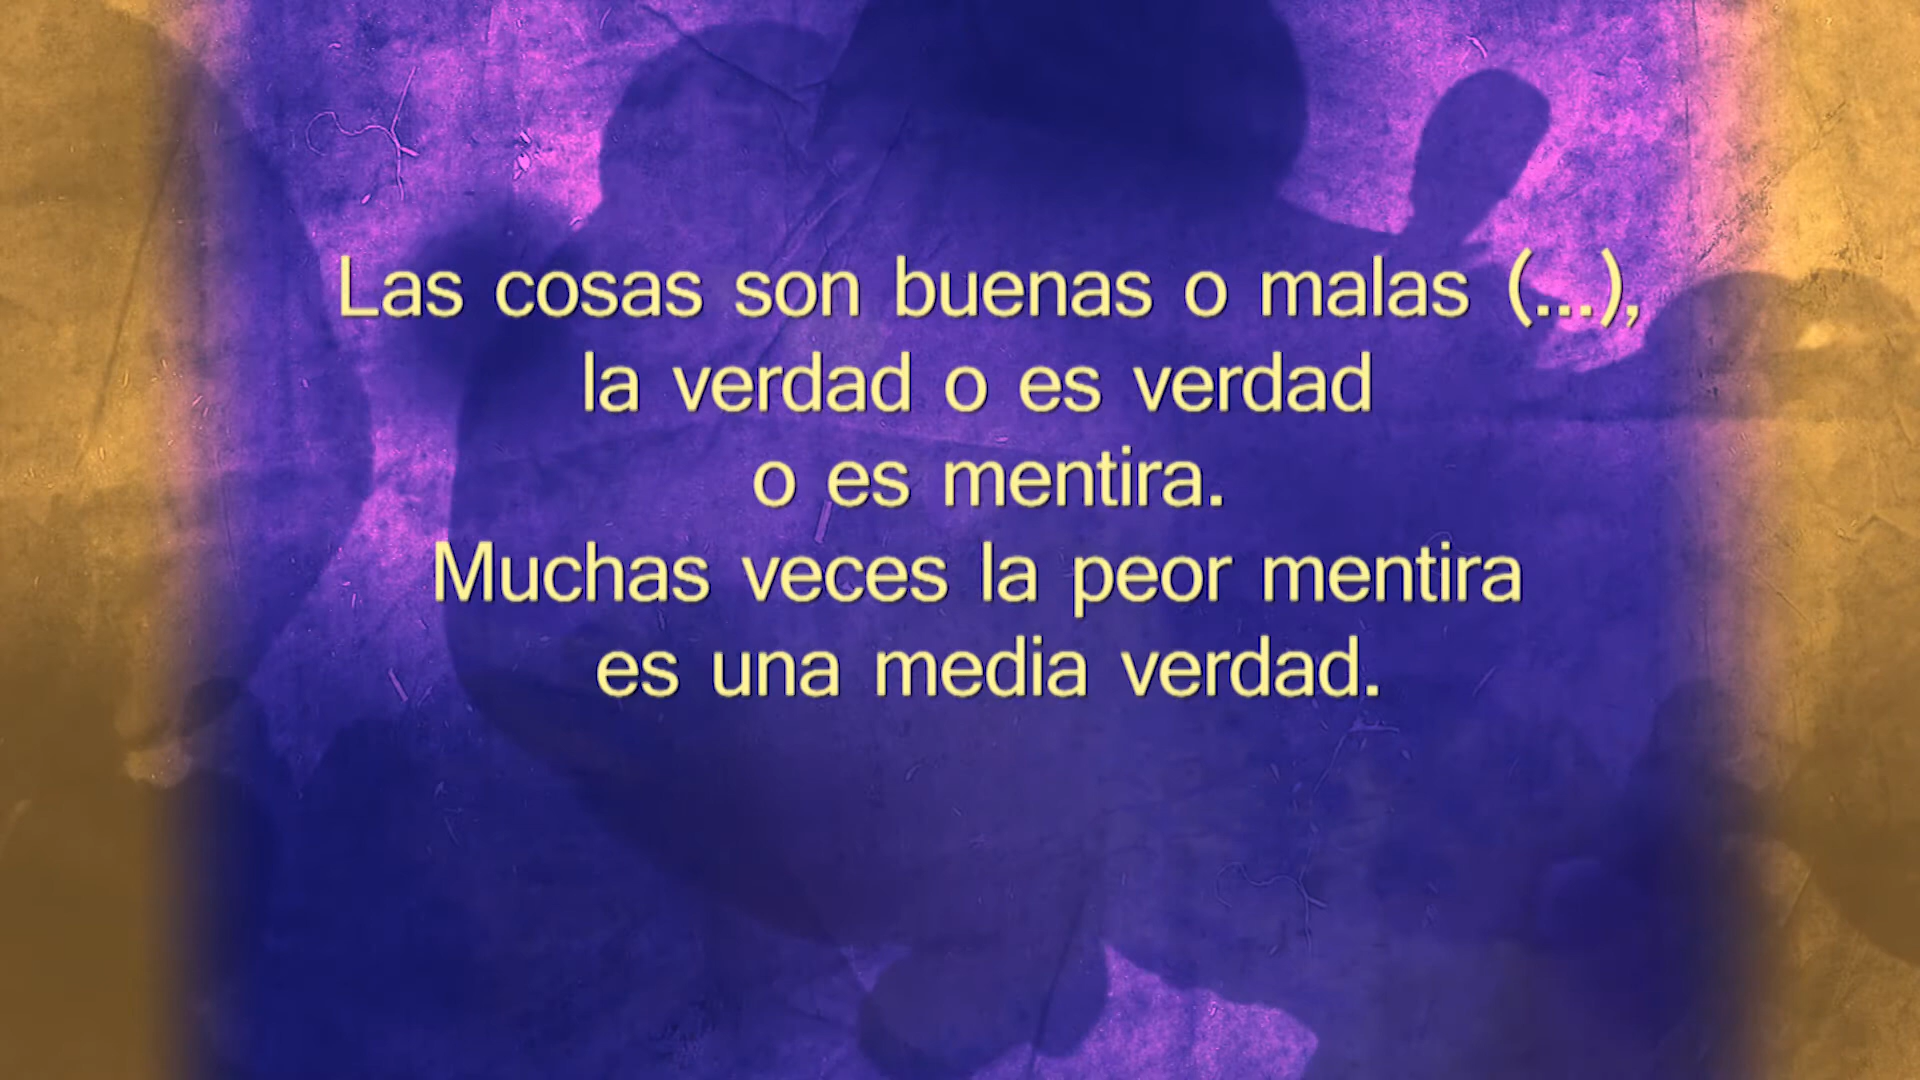 Las cosas son buenas o malas (...),
la verdad o es verdad
o es mentira.
Muchas veces la peor mentira
es una media verdad.